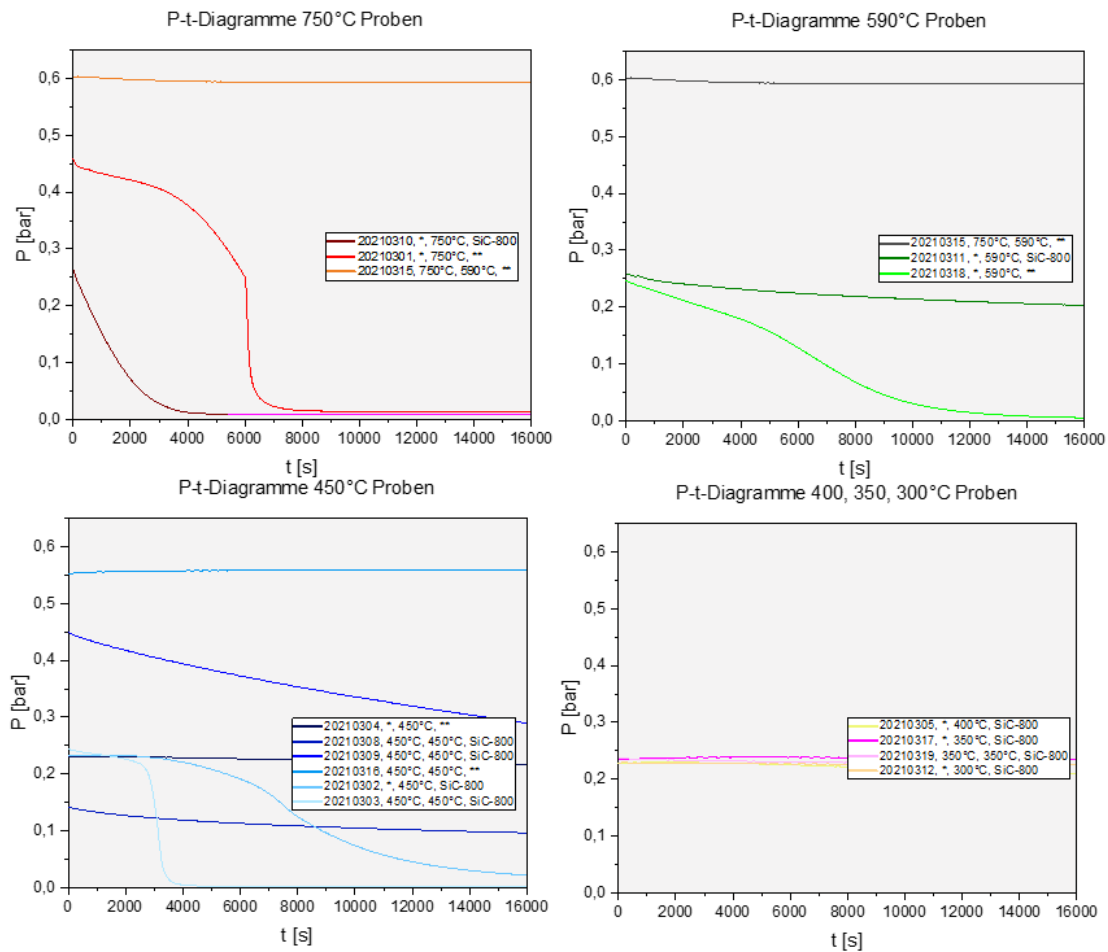 P-t-Diagramme 750°C Proben
P [bar]
0,6
0,5
0,4
0,3
0,2
0,1
0,0
20210310, *, 750°C, SiC-800
20210301, *, 750°C, **
20210315, 750°C, 590°C, **
0 2000 4000 6000 8000 10000 12000 14000 16000
t [s]
P-t-Diagramme 590°C Proben
P [bar]
0,6
0,5
0,4
0,3
0,2
0,1
0,0
20210315, 750°C, 590°C, **
20210311, *, 590°C, SiC-800
20210318, *, 590°C, **
0 2000 4000 6000 8000 10000 12000 14000 16000
t [s]
P-t-Diagramme 450°C Proben
P [bar]
0,6
0,5
0,4
0,3
0,2
0,1
0,0
20210304, *, 450°C, **
20210308, 450°C, 450°C, SiC-800
20210309, 450°C, 450°C, SiC-800
20210316, 450°C, 450°C, **
20210302, *, 450°C, SiC-800
20210303, 450°C, 450°C, SiC-800
0 2000 4000 6000 8000 10000 12000 14000 16000
t [s]
P-t-Diagramme 400, 350, 300°C Proben
P [bar]
0,6
0,5
0,4
0,3
0,2
0,1
0,0
20210305, *, 400°C, SiC-800
20210317, *, 350°C, SiC-800
20210319, 350°C, 350°C, SiC-800
20210312, *, 300°C, SiC-800
0 2000 4000 6000 8000 10000 12000 14000 16000
t [s]